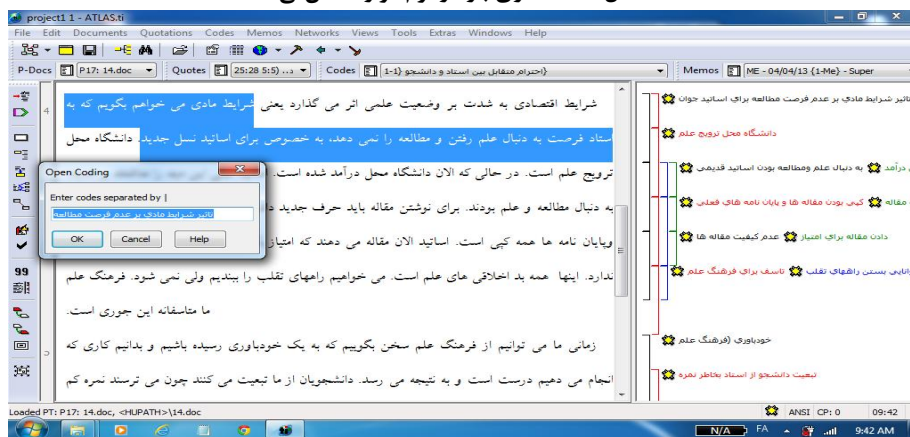 project1 1 - ATLAS.ti
File Edit Documents Quotations Codes Memos Networks Views Tools Extras Windows Help
P-Docs P17: 14.doc Quotes 25:28 5:5) ..د Codes {1-1} احترام متقابل بین استاد و دانشجو} Memos ME - 04/04/13 {1-Me} - Super
4
شرایط اقتصادی به شدت بر وضعیت علمی اثر می گذارد یعنی شرایط مادی می خواهم بگویم که به
استاد فرصت به دنبال علم رفتن و مطالعه را نمی دهد، به خصوص برای اساتید نسل جدید. دانشگاه محل
ترویج علم است. در حالی که الان دانشگاه محل درآمد شده است.
به دنبال مطالعه و علم بودند. برای نوشتن مقاله باید حرف جدید
وپایان نامه ها همه کپی است. اساتید الان مقاله می دهند که امتیاز
ندارد. اینها همه بد اخلاقی های علم است. می خواهیم راههای تقلب را ببندیم ولی نمی شود. فرهنگ علم
ما متاسفانه این جوری است.
زمانی ما می توانیم از فرهنگ علم سخن بگوییم که به یک خودباوری رسیده باشیم و بدانیم کاری که
انجام می دهیم درست است و به نتیجه می رسد. دانشجویان از ما تبعیت می کنند چون می ترسند نمره کم
Open Coding
Enter codes separated by |
تاثیر شرایط مادی بر عدم فرصت مطالعه
OK Cancel Help
تاثیر شرایط مادی بر عدم فرصت مطالعه برای اساتید جوان
دانشگاه محل ترویج علم
به دنبال علم ومطالعه بودن اساتید قدیمی
درآمد
کپی بودن مقاله ها و پایان نامه های فعلی
مقاله
عدم کیفیت مقاله ها
دادن مقاله برای امتیاز
تاسف برای فرهنگ علم
بستن راههای تقلب
خودباوری (فرهنگ علم
تبعیت دانشجو از استاد بخاطر نمره
Loaded PT: P17: 14.doc, <HUPATH>\14.doc ANSI CP: 0 09:42
N/A FA 9:42 AM